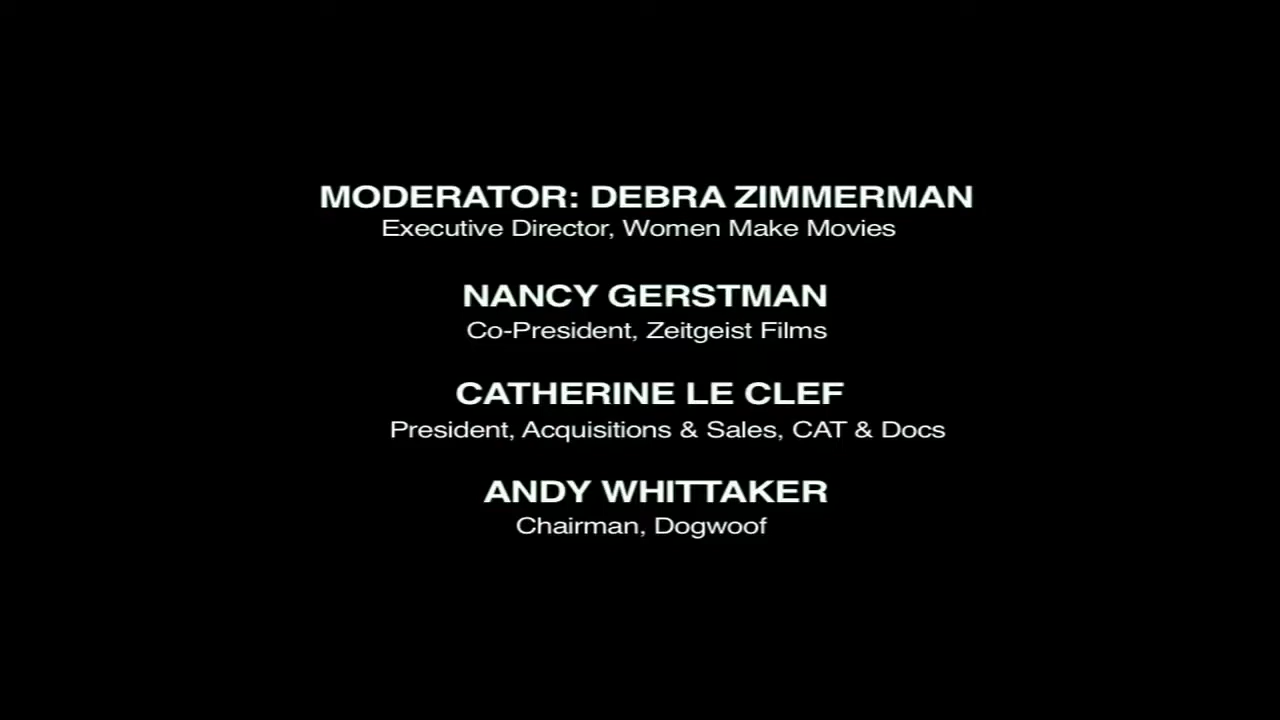 MODERATOR: DEBRA ZIMMERMAN
Executive Director, Women Make Movies
NANCY GERSTMAN
Co-President, Zeitgeist Films
CATHERINE LE CLEF
President, Acquisitions & Sales, CAT & Docs
ANDY WHITTAKER
Chairman, Dogwoof